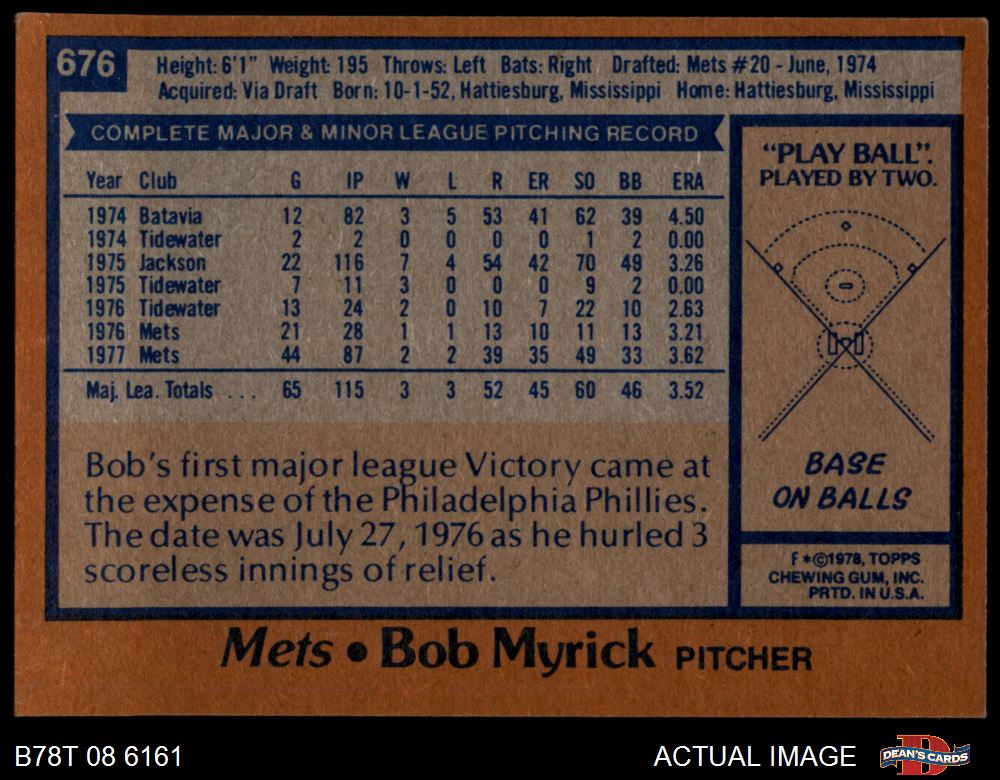 676
Height: 6'1" Weight: 195 Throws: Left Bats: Right Drafted: Mets #20 - June, 1974
Acquired: Via Draft Born: 10-1-52, Hattiesburg, Mississippi Home: Hattiesburg, Mississippi
COMPLETE MAJOR & MINOR LEAGUE PITCHING RECORD
Year Club G IP W L R ER SO BB ERA
1974 Batavia 12 82 3 5 53 41 62 39 4.50
1974 Tidewater 2 2 0 0 0 0 1 2 0.00
1975 Jackson 22 116 7 4 54 42 70 49 3.26
1975 Tidewater 7 11 3 0 0 0 9 2 0.00
1976 Tidewater 13 24 2 0 10 7 22 10 2.63
1976 Mets 21 28 1 1 13 10 11 13 3.21
1977 Mets 44 87 2 2 39 35 49 33 3.62
Maj. Lea. Totals ... 65 115 3 3 52 45 60 46 3.52
Bob's first major league Victory came at
the expense of the Philadelphia Phillies.
The date was July 27, 1976 as he hurled 3
scoreless innings of relief.
"PLAY BALL".
PLAYED BY TWO.
BASE
ON BALLS
F*©1978, TOPPS
CHEWING GUM, INC.
PRTD. IN U.S.A.
Mets • Bob Myrick PITCHER
B78T 08 6161
ACTUAL IMAGE
DEAN'S CARDS